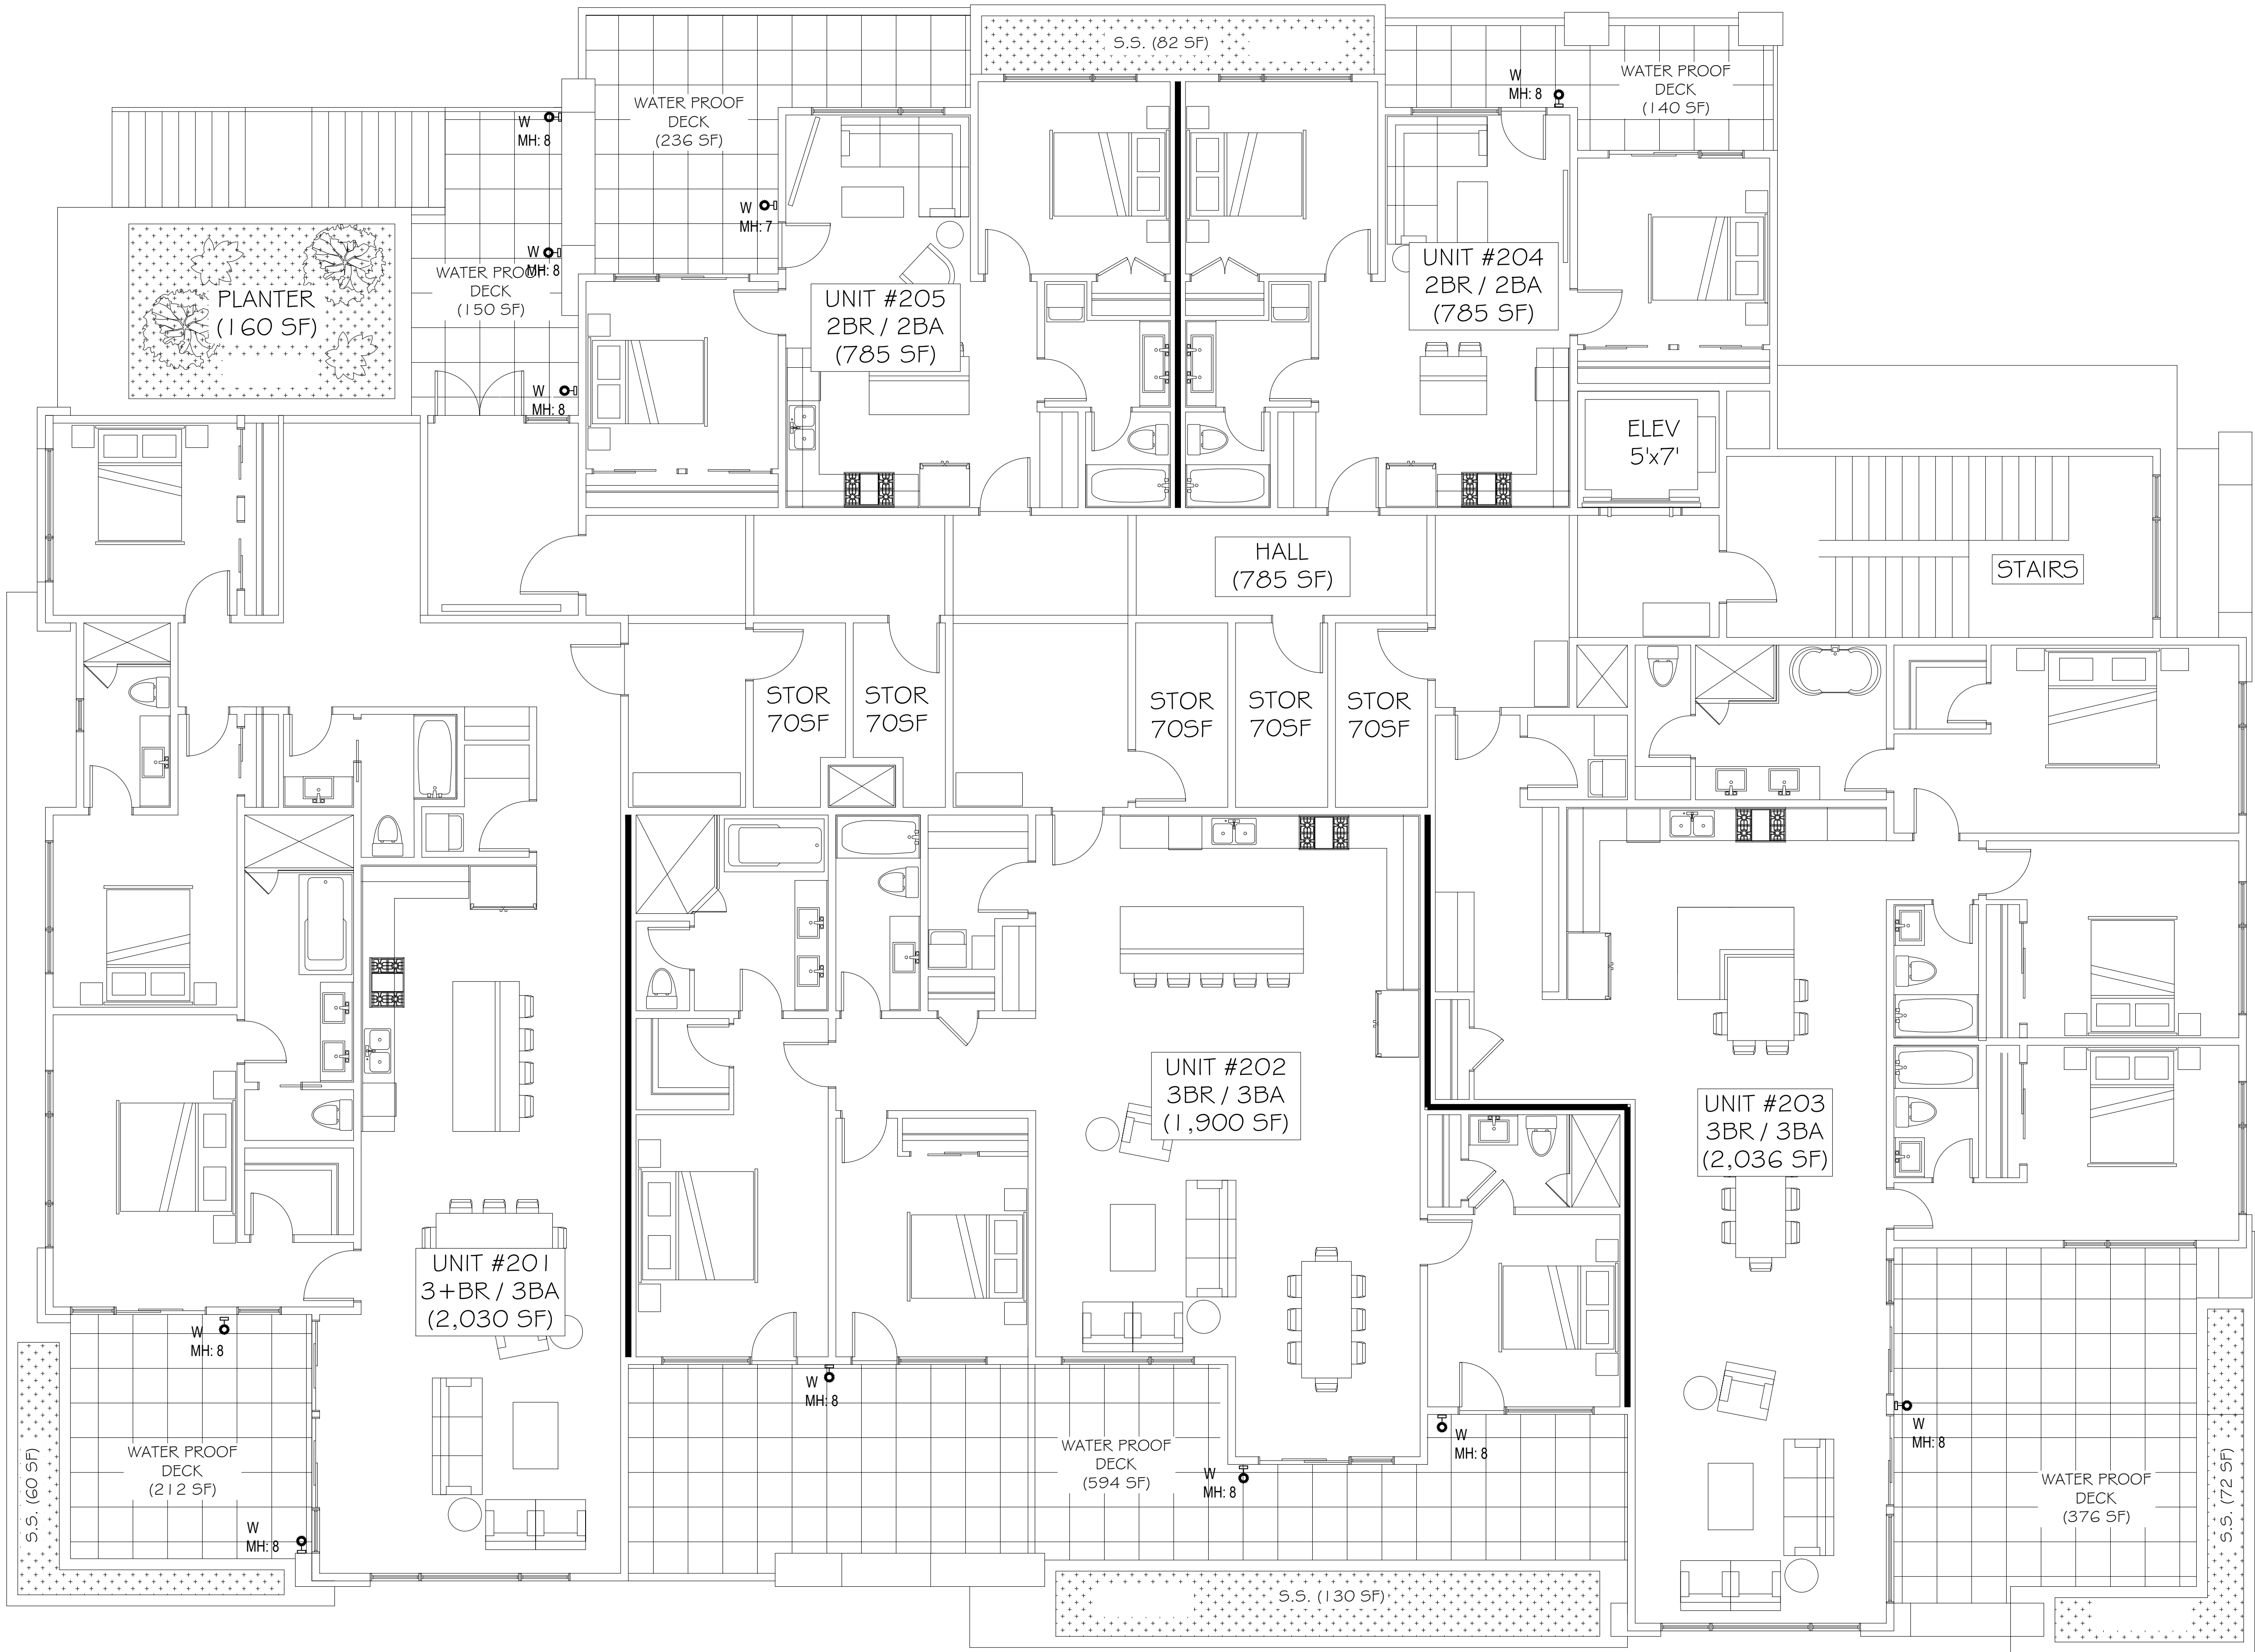 S.S. (82 SF)
WATER PROOF
DECK
(140 SF)
W
MH: 8
WATER PROOF
DECK
(236 SF)
W
MH: 8
W
MH: 7
W
MH: 8
WATER PROOF
DECK
(150 SF)
PLANTER
(160 SF)
UNIT #205
2BR / 2BA
(785 SF)
UNIT #204
2BR / 2BA
(785 SF)
W
MH: 8
ELEV
5'x7'
HALL
(785 SF)
STAIRS
STOR
70SF
STOR
70SF
STOR
70SF
STOR
70SF
STOR
70SF
UNIT #202
3BR / 3BA
(1,900 SF)
UNIT #203
3BR / 3BA
(2,036 SF)
UNIT #201
3+BR / 3BA
(2,030 SF)
W
MH: 8
W
MH: 8
W
MH: 8
W
MH: 8
WATER PROOF
DECK
(212 SF)
WATER PROOF
DECK
(594 SF)
W
MH: 8
WATER PROOF
DECK
(376 SF)
S.S. (60 SF)
S.S. (72 SF)
W
MH: 8
S.S. (130 SF)